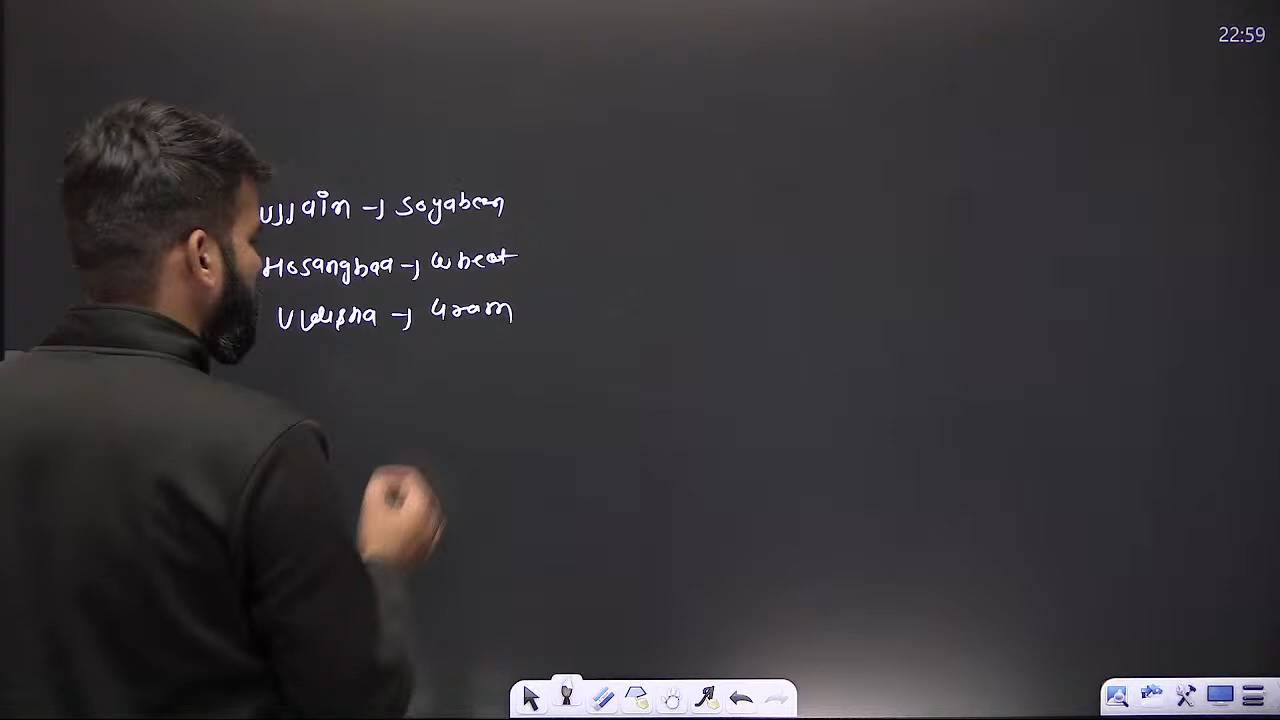 22:59
Ujjain → Soyabean
Hosangbaa → Wheat
Vidisha → Gram